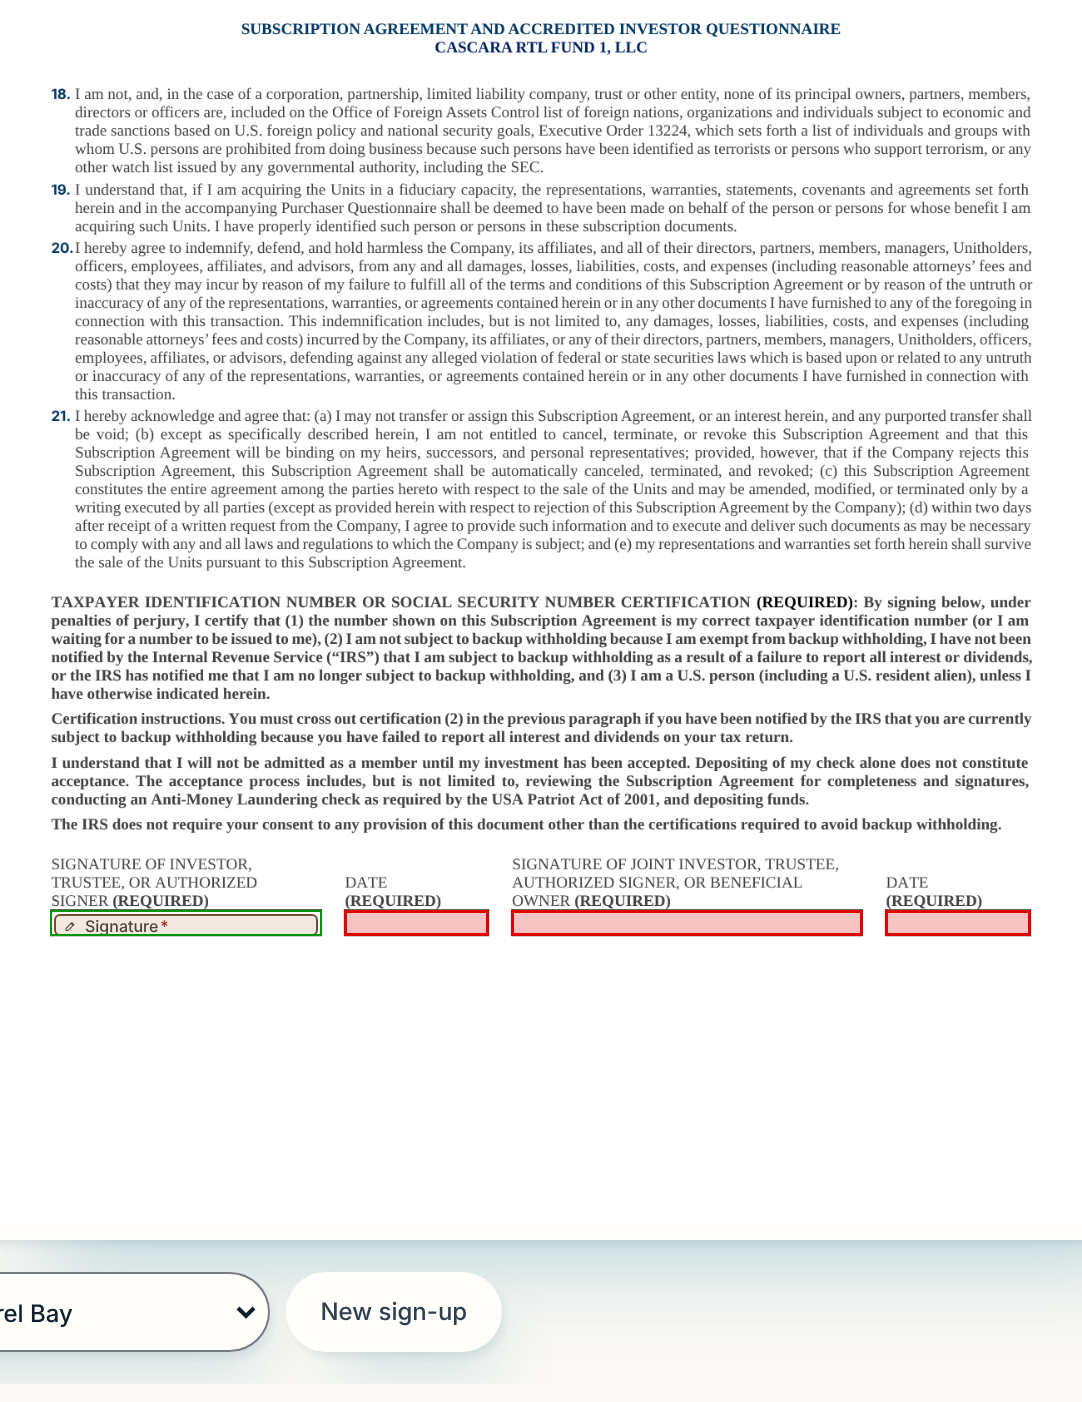 SUBSCRIPTION AGREEMENT AND ACCREDITED INVESTOR QUESTIONNAIRE
CASCARA RTL FUND 1, LLC
18. I am not, and, in the case of a corporation, partnership, limited liability company, trust or other entity, none of its principal owners, partners, members,
directors or officers are, included on the Office of Foreign Assets Control list of foreign nations, organizations and individuals subject to economic and
trade sanctions based on U.S. foreign policy and national security goals, Executive Order 13224, which sets forth a list of individuals and groups with
whom U.S. persons are prohibited from doing business because such persons have been identified as terrorists or persons who support terrorism, or any
other watch list issued by any governmental authority, including the SEC.
19. I understand that, if I am acquiring the Units in a fiduciary capacity, the representations, warranties, statements, covenants and agreements set forth
herein and in the accompanying Purchaser Questionnaire shall be deemed to have been made on behalf of the person or persons for whose benefit I am
acquiring such Units. I have properly identified such person or persons in these subscription documents.
20. I hereby agree to indemnify, defend, and hold harmless the Company, its affiliates, and all of their directors, partners, members, managers, Unitholders,
officers, employees, affiliates, and advisors, from any and all damages, losses, liabilities, costs, and expenses (including reasonable attorneys’ fees and
costs) that they may incur by reason of my failure to fulfill all of the terms and conditions of this Subscription Agreement or by reason of the untruth or
inaccuracy of any of the representations, warranties, or agreements contained herein or in any other documents I have furnished to any of the foregoing in
connection with this transaction. This indemnification includes, but is not limited to, any damages, losses, liabilities, costs, and expenses (including
reasonable attorneys’ fees and costs) incurred by the Company, its affiliates, or any of their directors, partners, members, managers, Unitholders, officers,
employees, affiliates, or advisors, defending against any alleged violation of federal or state securities laws which is based upon or related to any untruth
or inaccuracy of any of the representations, warranties, or agreements contained herein or in any other documents I have furnished in connection with
this transaction.
21. I hereby acknowledge and agree that: (a) I may not transfer or assign this Subscription Agreement, or an interest herein, and any purported transfer shall
be void; (b) except as specifically described herein, I am not entitled to cancel, terminate, or revoke this Subscription Agreement and that this
Subscription Agreement will be binding on my heirs, successors, and personal representatives; provided, however, that if the Company rejects this
Subscription Agreement, this Subscription Agreement shall be automatically canceled, terminated, and revoked; (c) this Subscription Agreement
constitutes the entire agreement among the parties hereto with respect to the sale of the Units and may be amended, modified, or terminated only by a
writing executed by all parties (except as provided herein with respect to rejection of this Subscription Agreement by the Company); (d) within two days
after receipt of a written request from the Company, I agree to provide such information and to execute and deliver such documents as may be necessary
to comply with any and all laws and regulations to which the Company is subject; and (e) my representations and warranties set forth herein shall survive
the sale of the Units pursuant to this Subscription Agreement.
TAXPAYER IDENTIFICATION NUMBER OR SOCIAL SECURITY NUMBER CERTIFICATION (REQUIRED): By signing below, under
penalties of perjury, I certify that (1) the number shown on this Subscription Agreement is my correct taxpayer identification number (or I am
waiting for a number to be issued to me), (2) I am not subject to backup withholding because I am exempt from backup withholding, I have not been
notified by the Internal Revenue Service (“IRS”) that I am subject to backup withholding as a result of a failure to report all interest or dividends,
or the IRS has notified me that I am no longer subject to backup withholding, and (3) I am a U.S. person (including a U.S. resident alien), unless I
have otherwise indicated herein.
Certification instructions. You must cross out certification (2) in the previous paragraph if you have been notified by the IRS that you are currently
subject to backup withholding because you have failed to report all interest and dividends on your tax return.
I understand that I will not be admitted as a member until my investment has been accepted. Depositing of my check alone does not constitute
acceptance. The acceptance process includes, but is not limited to, reviewing the Subscription Agreement for completeness and signatures,
conducting an Anti-Money Laundering check as required by the USA Patriot Act of 2001, and depositing funds.
The IRS does not require your consent to any provision of this document other than the certifications required to avoid backup withholding.
SIGNATURE OF INVESTOR,
TRUSTEE, OR AUTHORIZED
SIGNER (REQUIRED)
DATE
(REQUIRED)
SIGNATURE OF JOINT INVESTOR, TRUSTEE,
AUTHORIZED SIGNER, OR BENEFICIAL
OWNER (REQUIRED)
DATE
(REQUIRED)
Signature*
rel Bay
New sign-up